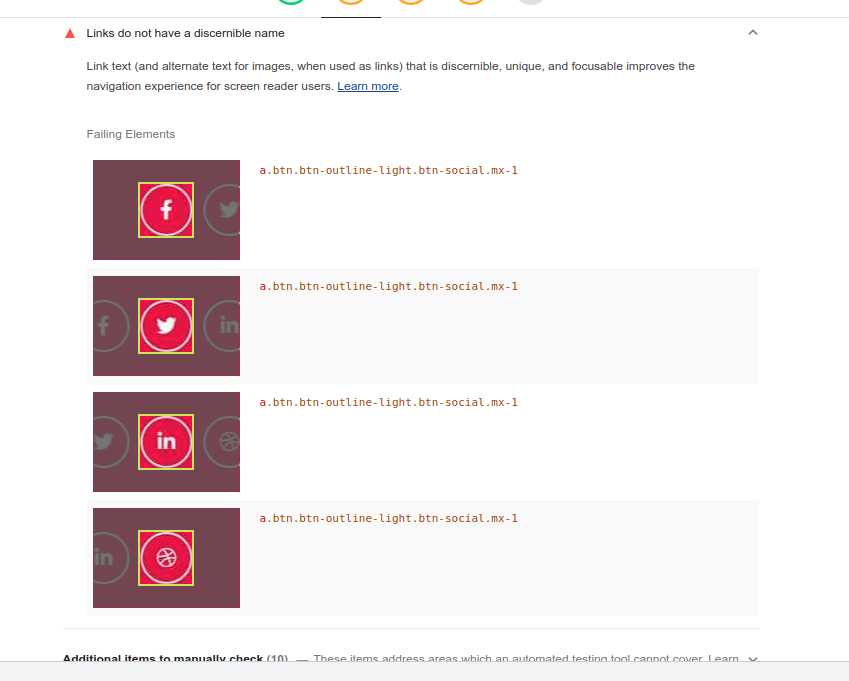 Links do not have a discernible name
Link text (and alternate text for images, when used as links) that is discernible, unique, and focusable improves the
navigation experience for screen reader users. Learn more.
Failing Elements
a.btn.btn-outline-light.btn-social.mx-1
a.btn.btn-outline-light.btn-social.mx-1
in
a.btn.btn-outline-light.btn-social.mx-1
in
a.btn.btn-outline-light.btn-social.mx-1
in
Additional items to manually check (10) — These items address areas which an automated testing tool cannot cover. Learn